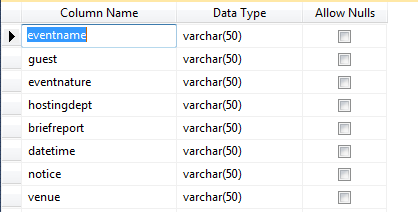 Column Name Data Type Allow Nulls
eventname varchar(50)
guest varchar(50)
eventnature varchar(50)
hostingdept varchar(50)
briefreport varchar(50)
datetime varchar(50)
notice varchar(50)
venue varchar(50)